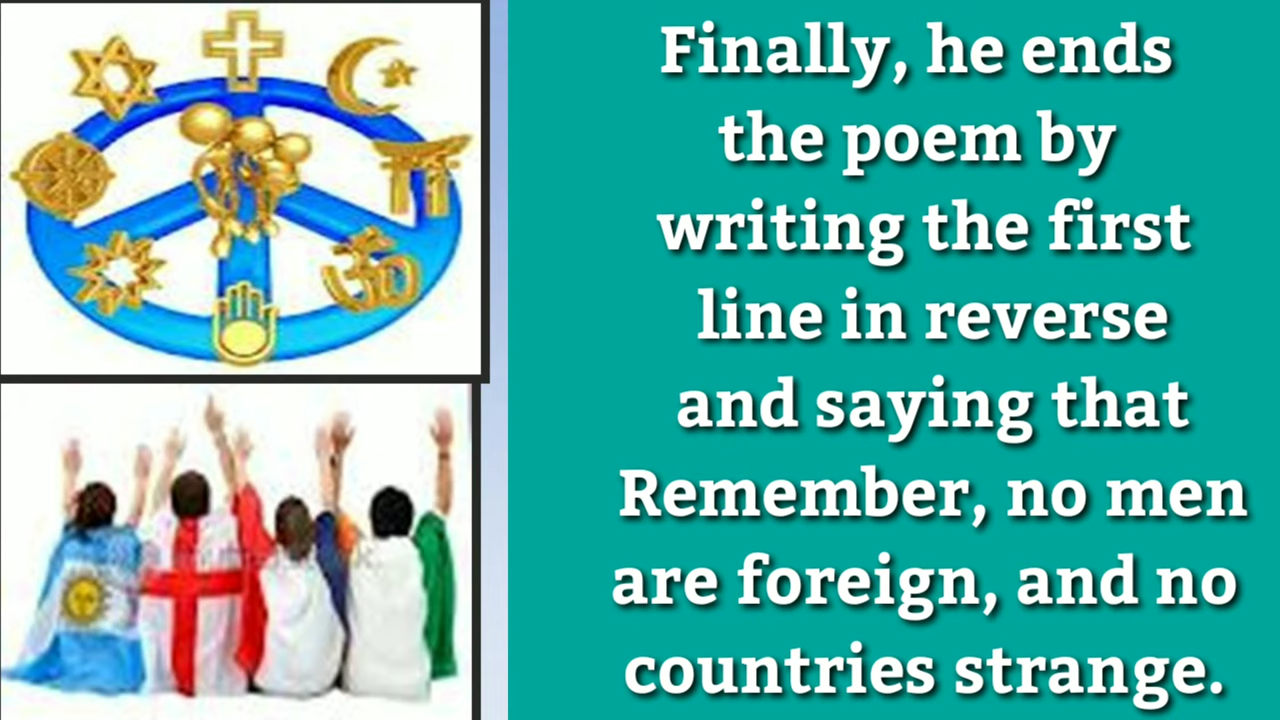 Finally, he ends
the poem by
writing the first
line in reverse
and saying that
Remember, no men
are foreign, and no
countries strange.